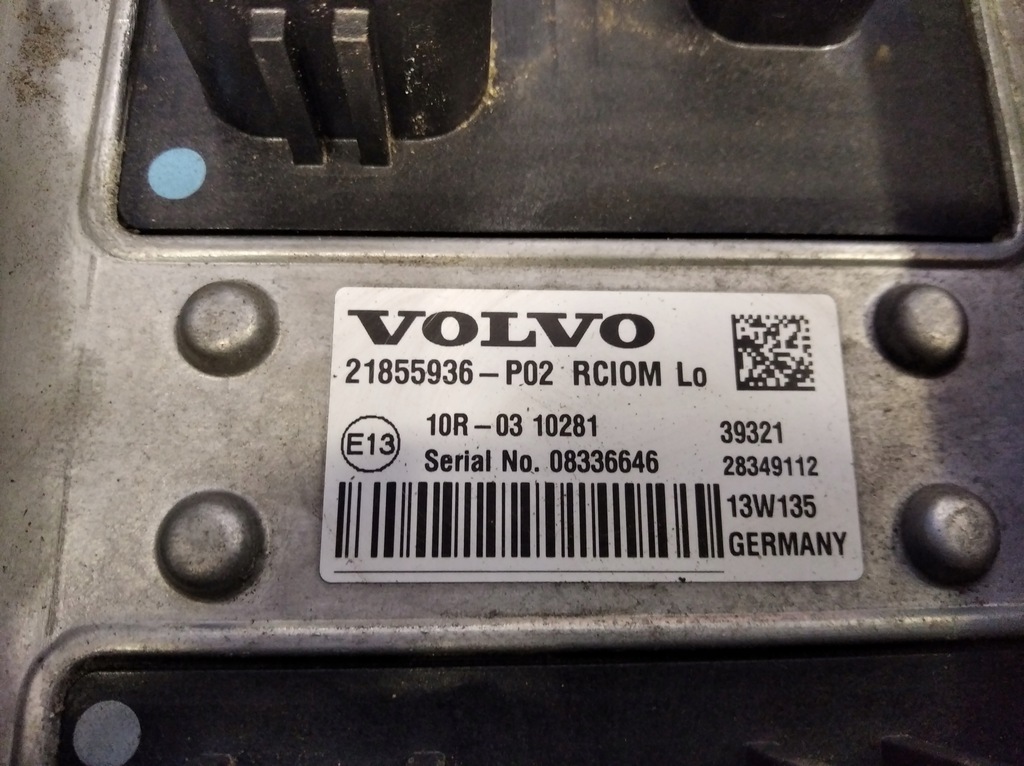 VOLVO
21855936-P02 RCIOM Lo
E13
10R-03 10281
39321
Serial No. 08336646
28349112
13W135
GERMANY